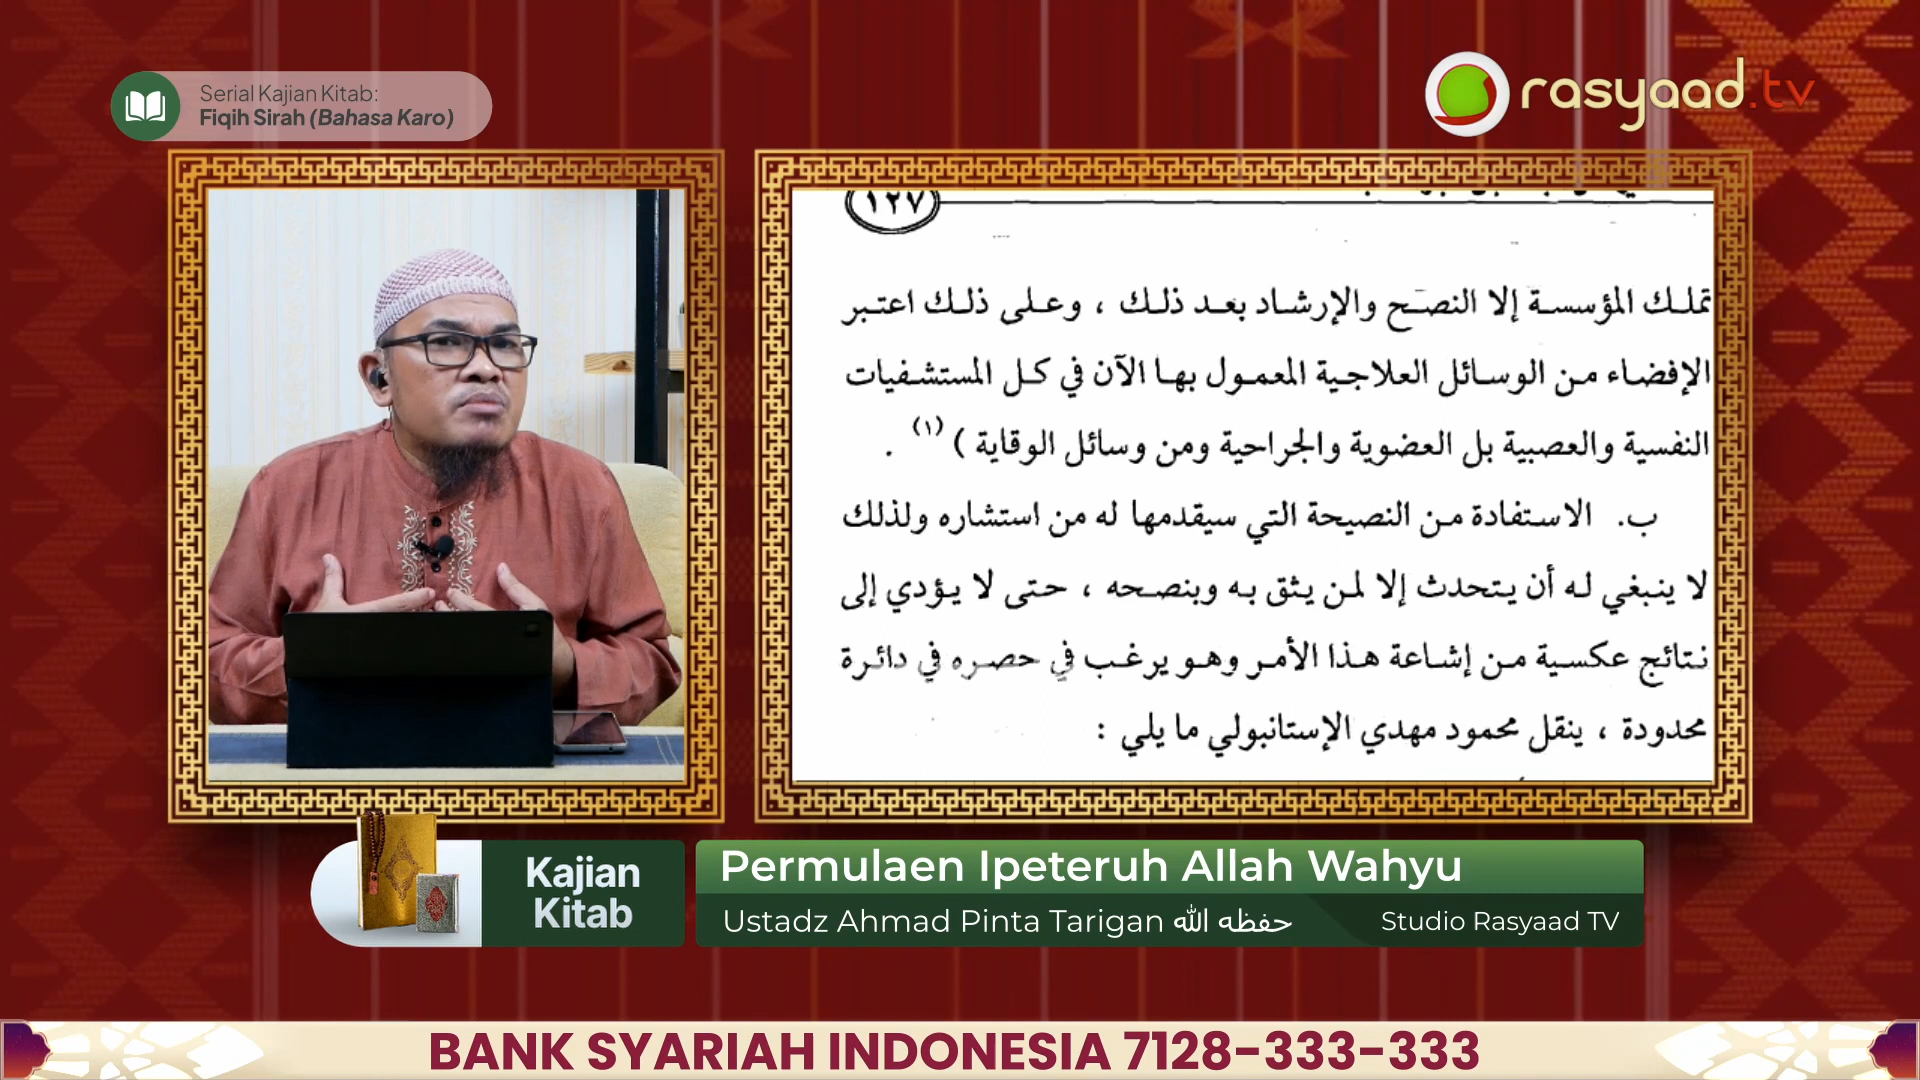 Serial Kajian Kitab:
Fiqih Sirah (Bahasa Karo)
rasyaad.tv
١٢٧
تملك المؤسسة إلا النصح والإرشاد بعد ذلك ، وعلى ذلك اعتبر
الإفضاء من الوسائل العلاجية المعمول بها الآن في كل المستشفيات
النفسية والعصبية بل العضوية والجراحية ومن وسائل الوقاية ) (١) .
ب. الاستفادة من النصيحة التي سيقدمها له من استشاره ولذلك
لا ينبغي له أن يتحدث إلا لمن يثق به وبنصحه ، حتى لا يؤدي إلى
نتائج عكسية من إشاعة هذا الأمر وهو يرغب في حصره في دائرة
محدودة ، ينقل محمود مهدي الإستانبولي ما يلي :
Kajian
Kitab
Permulaen Ipeteruh Allah Wahyu
Ustadz Ahmad Pinta Tarigan حفظه الله
Studio Rasyaad TV
BANK SYARIAH INDONESIA 7128-333-333